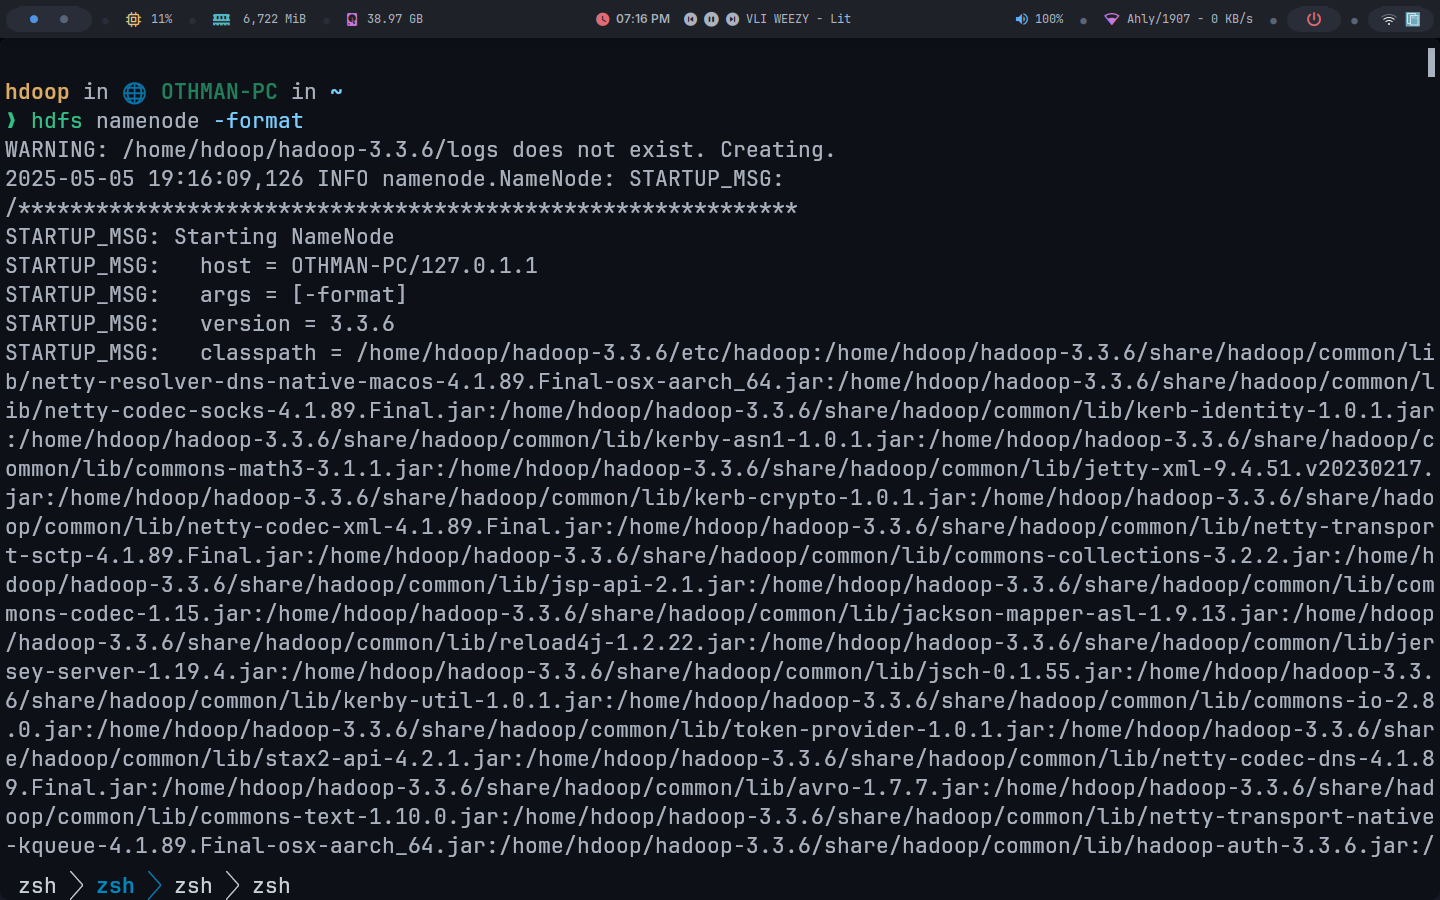 11% 6,722 MiB 38.97 GB 07:16 PM VLI WEEZY - Lit 100% Ahly/1907 - 0 KB/s
hdoop in OTHMAN-PC in ~
❱ hdfs namenode -format
WARNING: /home/hdoop/hadoop-3.3.6/logs does not exist. Creating.
2025-05-05 19:16:09,126 INFO namenode.NameNode: STARTUP_MSG:
/************************************************************
STARTUP_MSG: Starting NameNode
STARTUP_MSG:   host = OTHMAN-PC/127.0.1.1
STARTUP_MSG:   args = [-format]
STARTUP_MSG:   version = 3.3.6
STARTUP_MSG:   classpath = /home/hdoop/hadoop-3.3.6/etc/hadoop:/home/hdoop/hadoop-3.3.6/share/hadoop/common/li
b/netty-resolver-dns-native-macos-4.1.89.Final-osx-aarch_64.jar:/home/hdoop/hadoop-3.3.6/share/hadoop/common/l
ib/netty-codec-socks-4.1.89.Final.jar:/home/hdoop/hadoop-3.3.6/share/hadoop/common/lib/kerb-identity-1.0.1.jar
:/home/hdoop/hadoop-3.3.6/share/hadoop/common/lib/kerby-asn1-1.0.1.jar:/home/hdoop/hadoop-3.3.6/share/hadoop/c
ommon/lib/commons-math3-3.1.1.jar:/home/hdoop/hadoop-3.3.6/share/hadoop/common/lib/jetty-xml-9.4.51.v20230217.
jar:/home/hdoop/hadoop-3.3.6/share/hadoop/common/lib/kerb-crypto-1.0.1.jar:/home/hdoop/hadoop-3.3.6/share/hado
op/common/lib/netty-codec-xml-4.1.89.Final.jar:/home/hdoop/hadoop-3.3.6/share/hadoop/common/lib/netty-transpor
t-sctp-4.1.89.Final.jar:/home/hdoop/hadoop-3.3.6/share/hadoop/common/lib/commons-collections-3.2.2.jar:/home/h
doop/hadoop-3.3.6/share/hadoop/common/lib/jsp-api-2.1.jar:/home/hdoop/hadoop-3.3.6/share/hadoop/common/lib/com
mons-codec-1.15.jar:/home/hdoop/hadoop-3.3.6/share/hadoop/common/lib/jackson-mapper-asl-1.9.13.jar:/home/hdoop
/hadoop-3.3.6/share/hadoop/common/lib/reload4j-1.2.22.jar:/home/hdoop/hadoop-3.3.6/share/hadoop/common/lib/jer
sey-server-1.19.4.jar:/home/hdoop/hadoop-3.3.6/share/hadoop/common/lib/jsch-0.1.55.jar:/home/hdoop/hadoop-3.3.
6/share/hadoop/common/lib/kerby-util-1.0.1.jar:/home/hdoop/hadoop-3.3.6/share/hadoop/common/lib/commons-io-2.8
.0.jar:/home/hdoop/hadoop-3.3.6/share/hadoop/common/lib/token-provider-1.0.1.jar:/home/hdoop/hadoop-3.3.6/shar
e/hadoop/common/lib/stax2-api-4.2.1.jar:/home/hdoop/hadoop-3.3.6/share/hadoop/common/lib/netty-codec-dns-4.1.8
9.Final.jar:/home/hdoop/hadoop-3.3.6/share/hadoop/common/lib/avro-1.7.7.jar:/home/hdoop/hadoop-3.3.6/share/had
oop/common/lib/commons-text-1.10.0.jar:/home/hdoop/hadoop-3.3.6/share/hadoop/common/lib/netty-transport-native
-kqueue-4.1.89.Final-osx-aarch_64.jar:/home/hdoop/hadoop-3.3.6/share/hadoop/common/lib/hadoop-auth-3.3.6.jar:/
zsh zsh zsh zsh